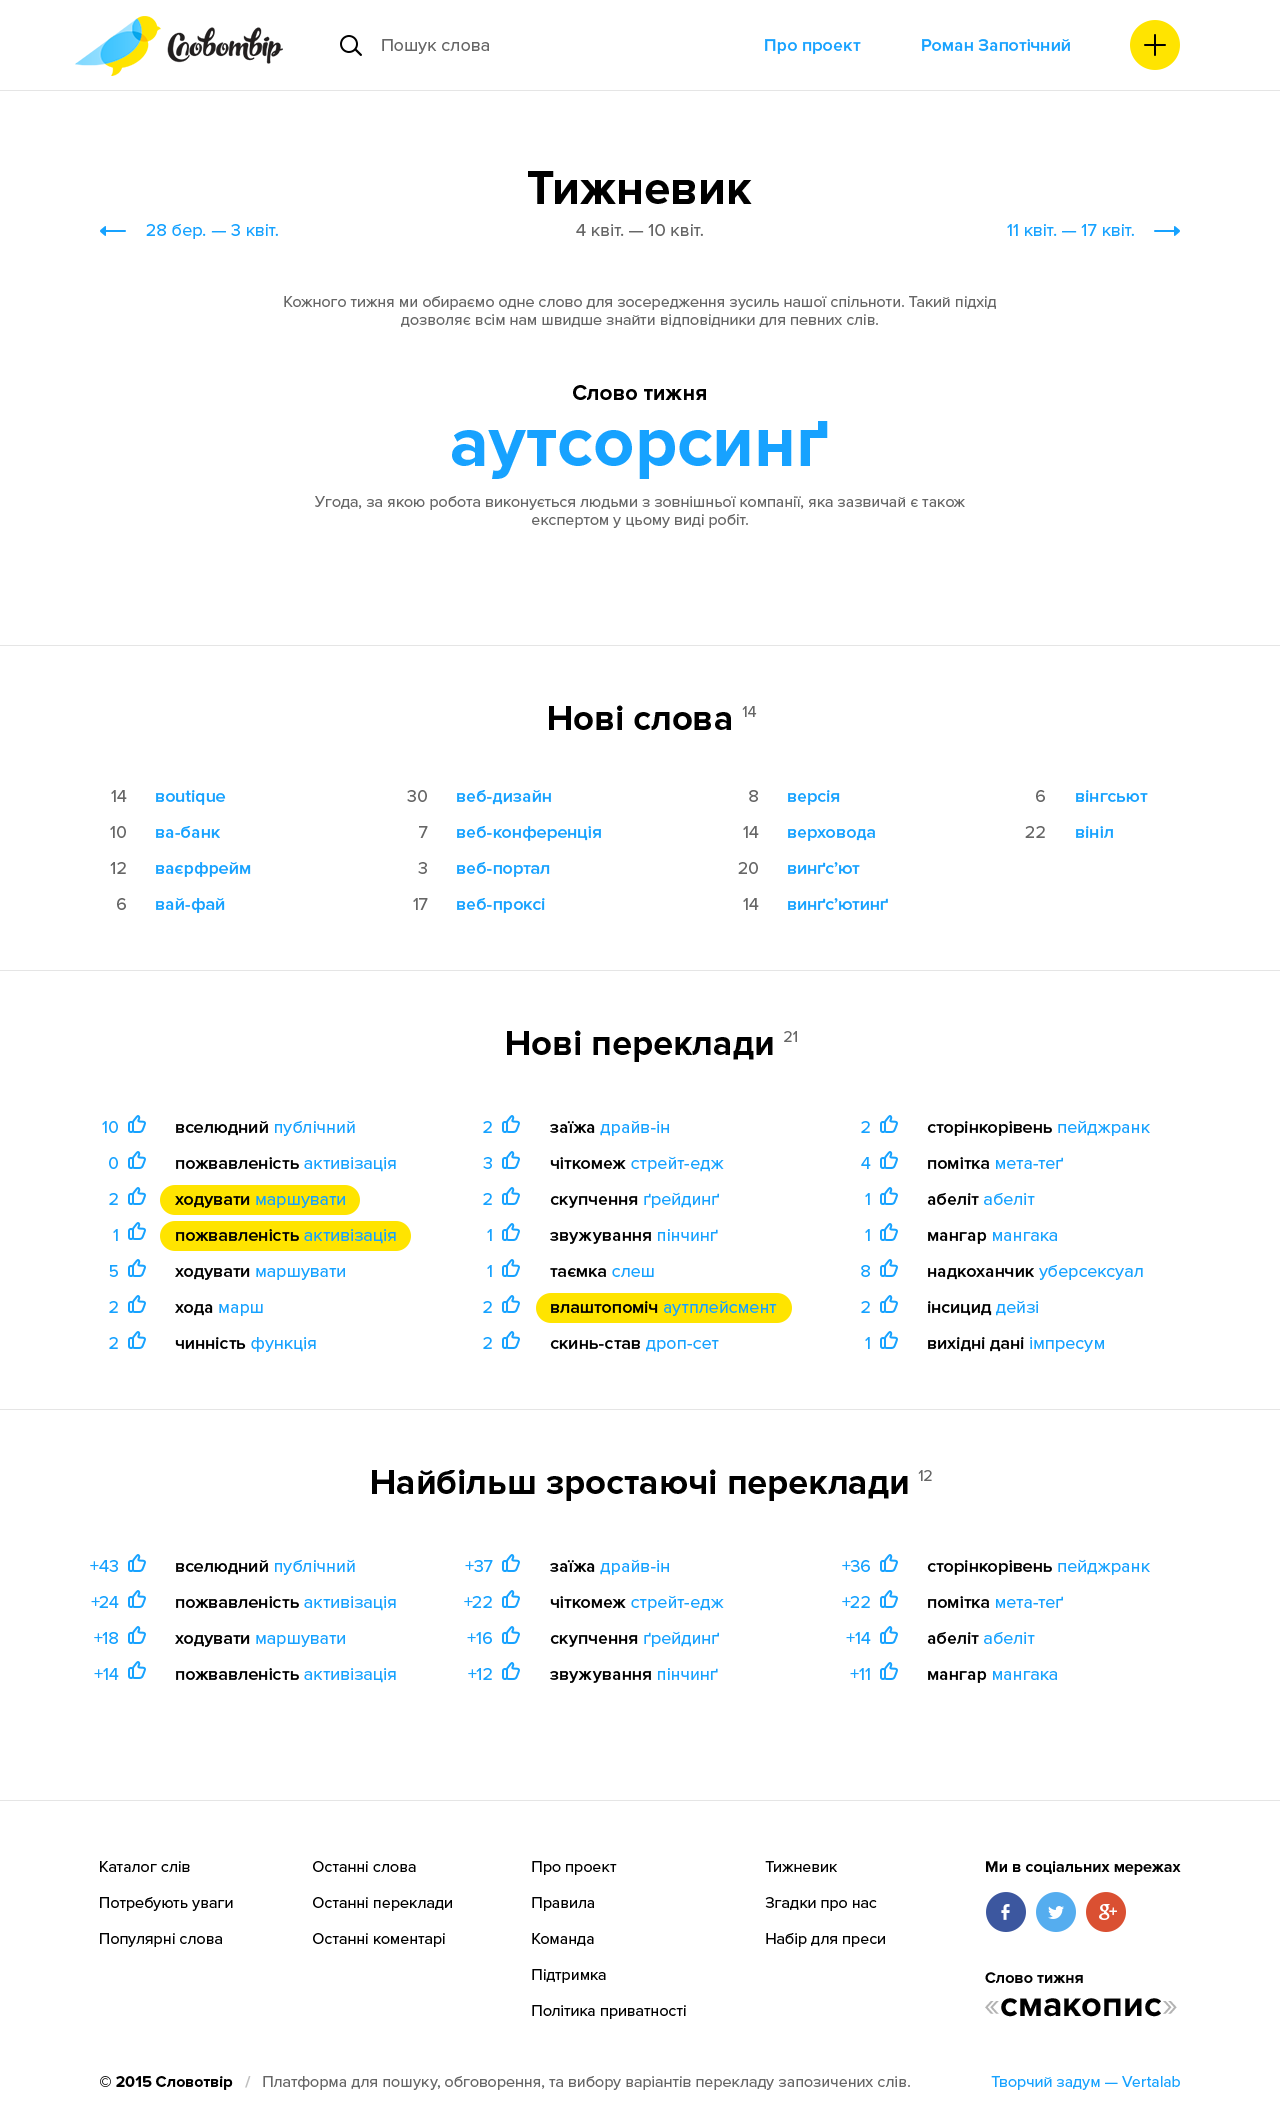 Словотвір
Пошук слова
Про проект
Роман Запотічний
Тижневик
28 бер. — 3 квіт.
4 квіт. — 10 квіт.
11 квіт. — 17 квіт.
Кожного тижня ми обираємо одне слово для зосередження зусиль нашої спільноти. Такий підхід
дозволяє всім нам швидше знайти відповідники для певних слів.
Слово тижня
аутсорсинґ
Угода, за якою робота виконується людьми з зовнішньої компанії, яка зазвичай є також
експертом у цьому виді робіт.
Нові слова 14
14 вoutique
10 ва-банк
12 ваєрфрейм
6 вай-фай
30 веб-дизайн
7 веб-конференція
3 веб-портал
17 веб-проксі
8 версія
14 верховода
20 винґс’ют
14 винґс’ютинґ
6 вінгсьют
22 вініл
Нові переклади 21
10 вселюдний публічний
0 пожвавленість активізація
2 ходувати маршувати
1 пожвавленість активізація
5 ходувати маршувати
2 хода марш
2 чинність функція
2 заїжа драйв-ін
3 чіткомеж стрейт-едж
2 скупчення ґрейдинґ
1 звужування пінчинґ
1 таємка слеш
2 влаштопоміч аутплейсмент
2 скинь-став дроп-сет
2 сторінкорівень пейджранк
4 помітка мета-теґ
1 абеліт абеліт
1 мангар мангака
8 надкоханчик уберсексуал
2 інсицид дейзі
1 вихідні дані імпресум
Найбільш зростаючі переклади 12
+43 вселюдний публічний
+24 пожвавленість активізація
+18 ходувати маршувати
+14 пожвавленість активізація
+37 заїжа драйв-ін
+22 чіткомеж стрейт-едж
+16 скупчення ґрейдинґ
+12 звужування пінчинґ
+36 сторінкорівень пейджранк
+22 помітка мета-теґ
+14 абеліт абеліт
+11 мангар мангака
Каталог слів
Потребують уваги
Популярні слова
Останні слова
Останні переклади
Останні коментарі
Про проект
Правила
Команда
Підтримка
Політика приватності
Тижневик
Згадки про нас
Набір для преси
Ми в соціальних мережах
Слово тижня
«смакопис»
© 2015 Словотвір / Платформа для пошуку, обговорення, та вибору варіантів перекладу запозичених слів.
Творчий задум — Vertalab